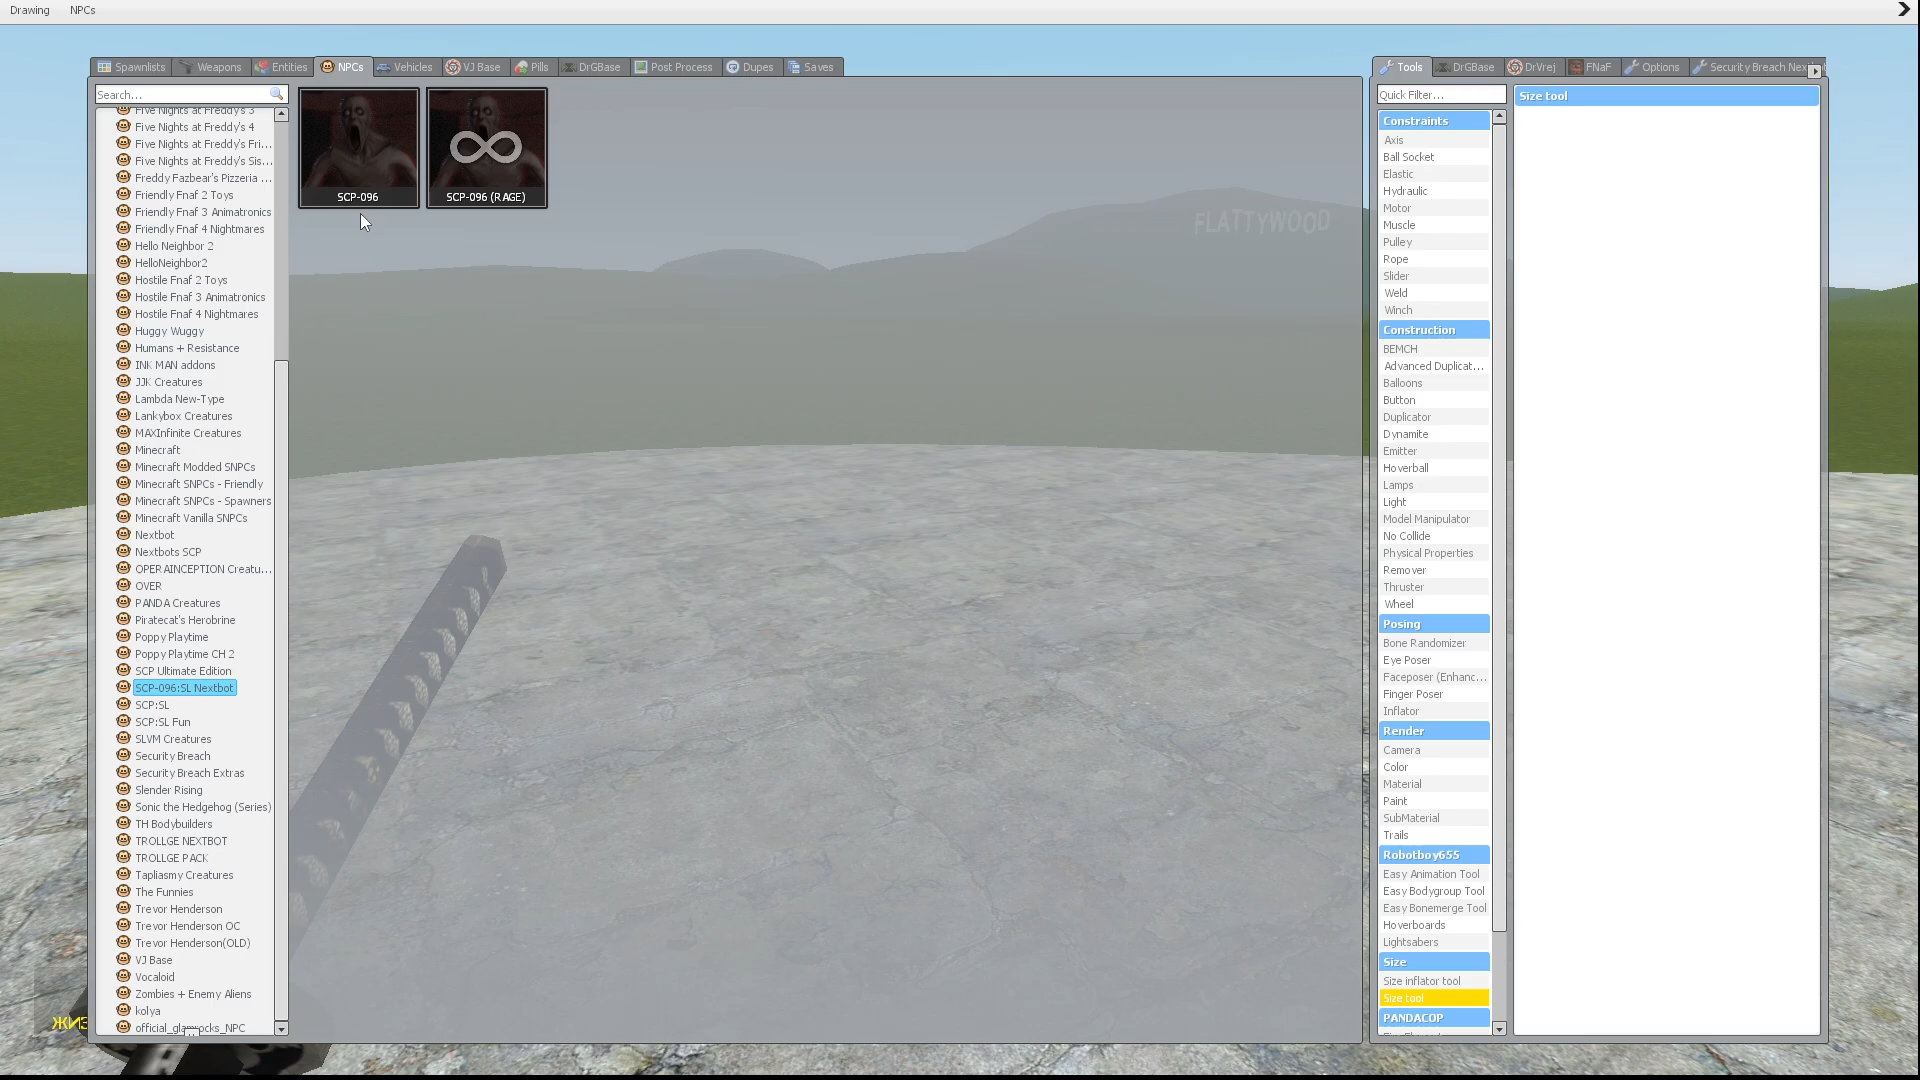 Drawing NPCs
Spawnlists Weapons Entities NPCs Vehicles VJ Base Pills DrGBase Post Process Dupes Saves
Tools DrGBase DrVrej FNaF Options Security Breach
Search...
Five Nights at Freddy's 3
Five Nights at Freddy's 4
Five Nights at Freddy's Fri...
Five Nights at Freddy's Sis...
Freddy Fazbear's Pizzeria ...
Friendly Fnaf 2 Toys
Friendly Fnaf 3 Animatronics
Friendly Fnaf 4 Nightmares
Hello Neighbor 2
HelloNeighbor2
Hostile Fnaf 2 Toys
Hostile Fnaf 3 Animatronics
Hostile Fnaf 4 Nightmares
Huggy Wuggy
Humans + Resistance
INK MAN addons
JJK Creatures
Lambda New-Type
Lankybox Creatures
MAXInfinite Creatures
Minecraft
Minecraft Modded SNPCs
Minecraft SNPCs - Friendly
Minecraft SNPCs - Spawners
Minecraft Vanilla SNPCs
Nextbot
Nextbots SCP
OPERAINCEPTION Creatu...
OVER
PANDA Creatures
Piratecat's Herobrine
Poppy Playtime
Poppy Playtime CH 2
SCP Ultimate Edition
SCP-096:SL Nextbot
SCP:SL
SCP:SL Fun
SLVM Creatures
Security Breach
Security Breach Extras
Slender Rising
Sonic the Hedgehog (Series)
TH Bodybuilders
TROLLGE NEXTBOT
TROLLGE PACK
Tapliasmy Creatures
The Funnies
Trevor Henderson
Trevor Henderson OC
Trevor Henderson(OLD)
VJ Base
Vocaloid
Zombies + Enemy Aliens
kolya
official_glamrocks_NPC
SCP-096
SCP-096 (RAGE)
FLATTYWOOD
ЖИЗ
Quick Filter...
Constraints
Axis
Ball Socket
Elastic
Hydraulic
Motor
Muscle
Pulley
Rope
Slider
Weld
Winch
Construction
BEMCH
Advanced Duplicat...
Balloons
Button
Duplicator
Dynamite
Emitter
Hoverball
Lamps
Light
Model Manipulator
No Collide
Physical Properties
Remover
Thruster
Wheel
Posing
Bone Randomizer
Eye Poser
Faceposer (Enhanc...
Finger Poser
Inflator
Render
Camera
Color
Material
Paint
SubMaterial
Trails
Robotboy655
Easy Animation Tool
Easy Bodygroup Tool
Easy Bonemerge Tool
Hoverboards
Lightsabers
Size
Size inflator tool
Size tool
PANDACOP
Size tool